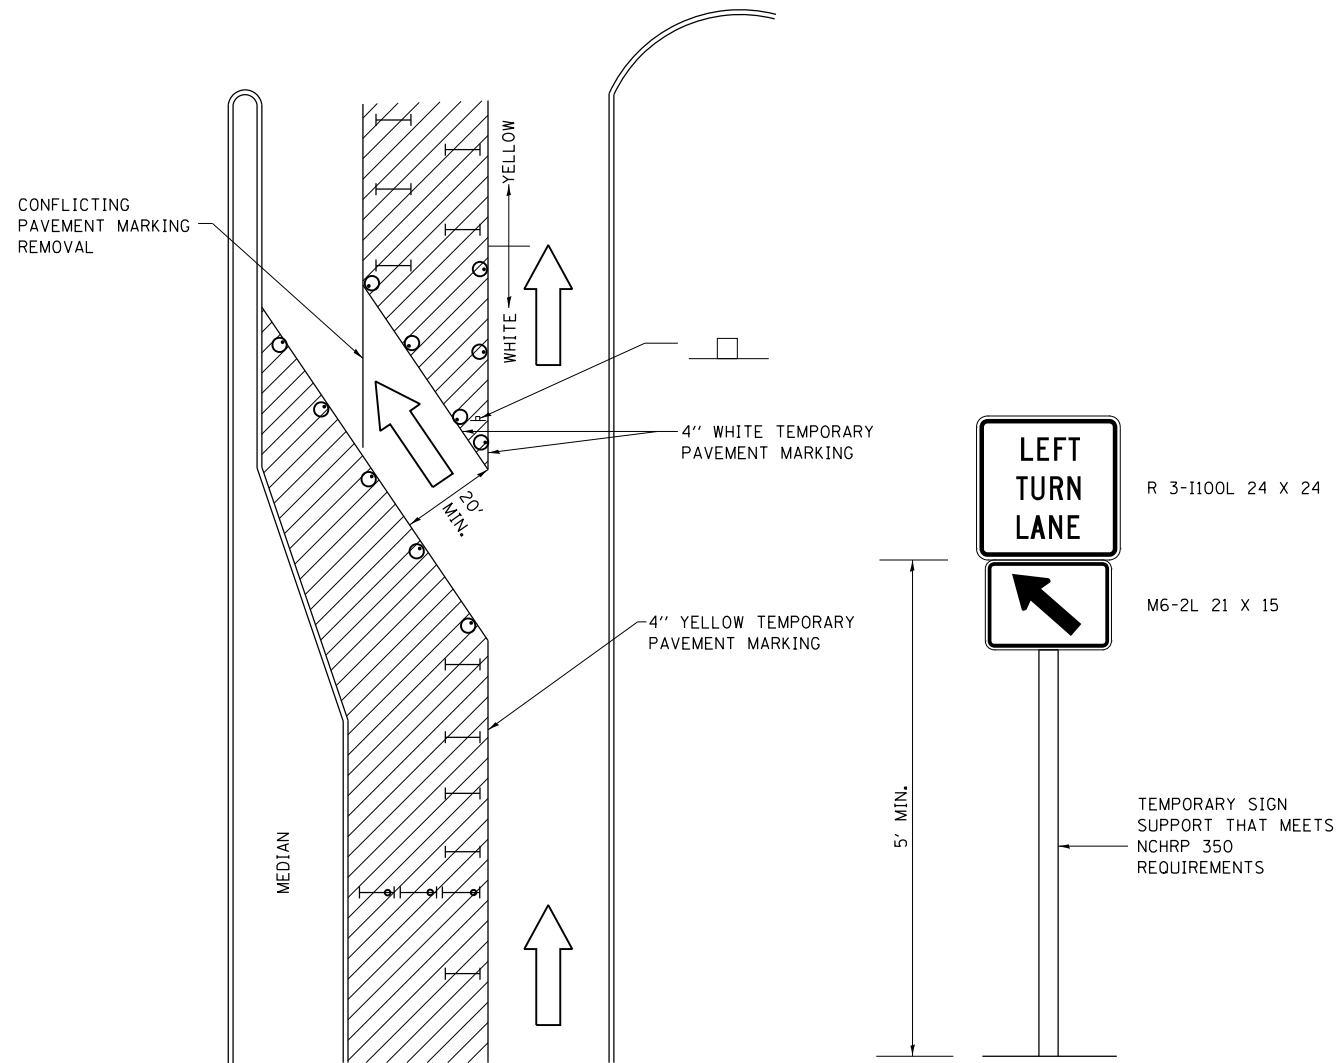 YELLOW
CONFLICTING
PAVEMENT MARKING
REMOVAL
WHITE
4'' WHITE TEMPORARY
PAVEMENT MARKING
20'
MIN.
4'' YELLOW TEMPORARY
PAVEMENT MARKING
MEDIAN
LEFT
TURN
LANE
R 3-I100L 24 X 24
M6-2L 21 X 15
5' MIN.
TEMPORARY SIGN
SUPPORT THAT MEETS
NCHRP 350
REQUIREMENTS